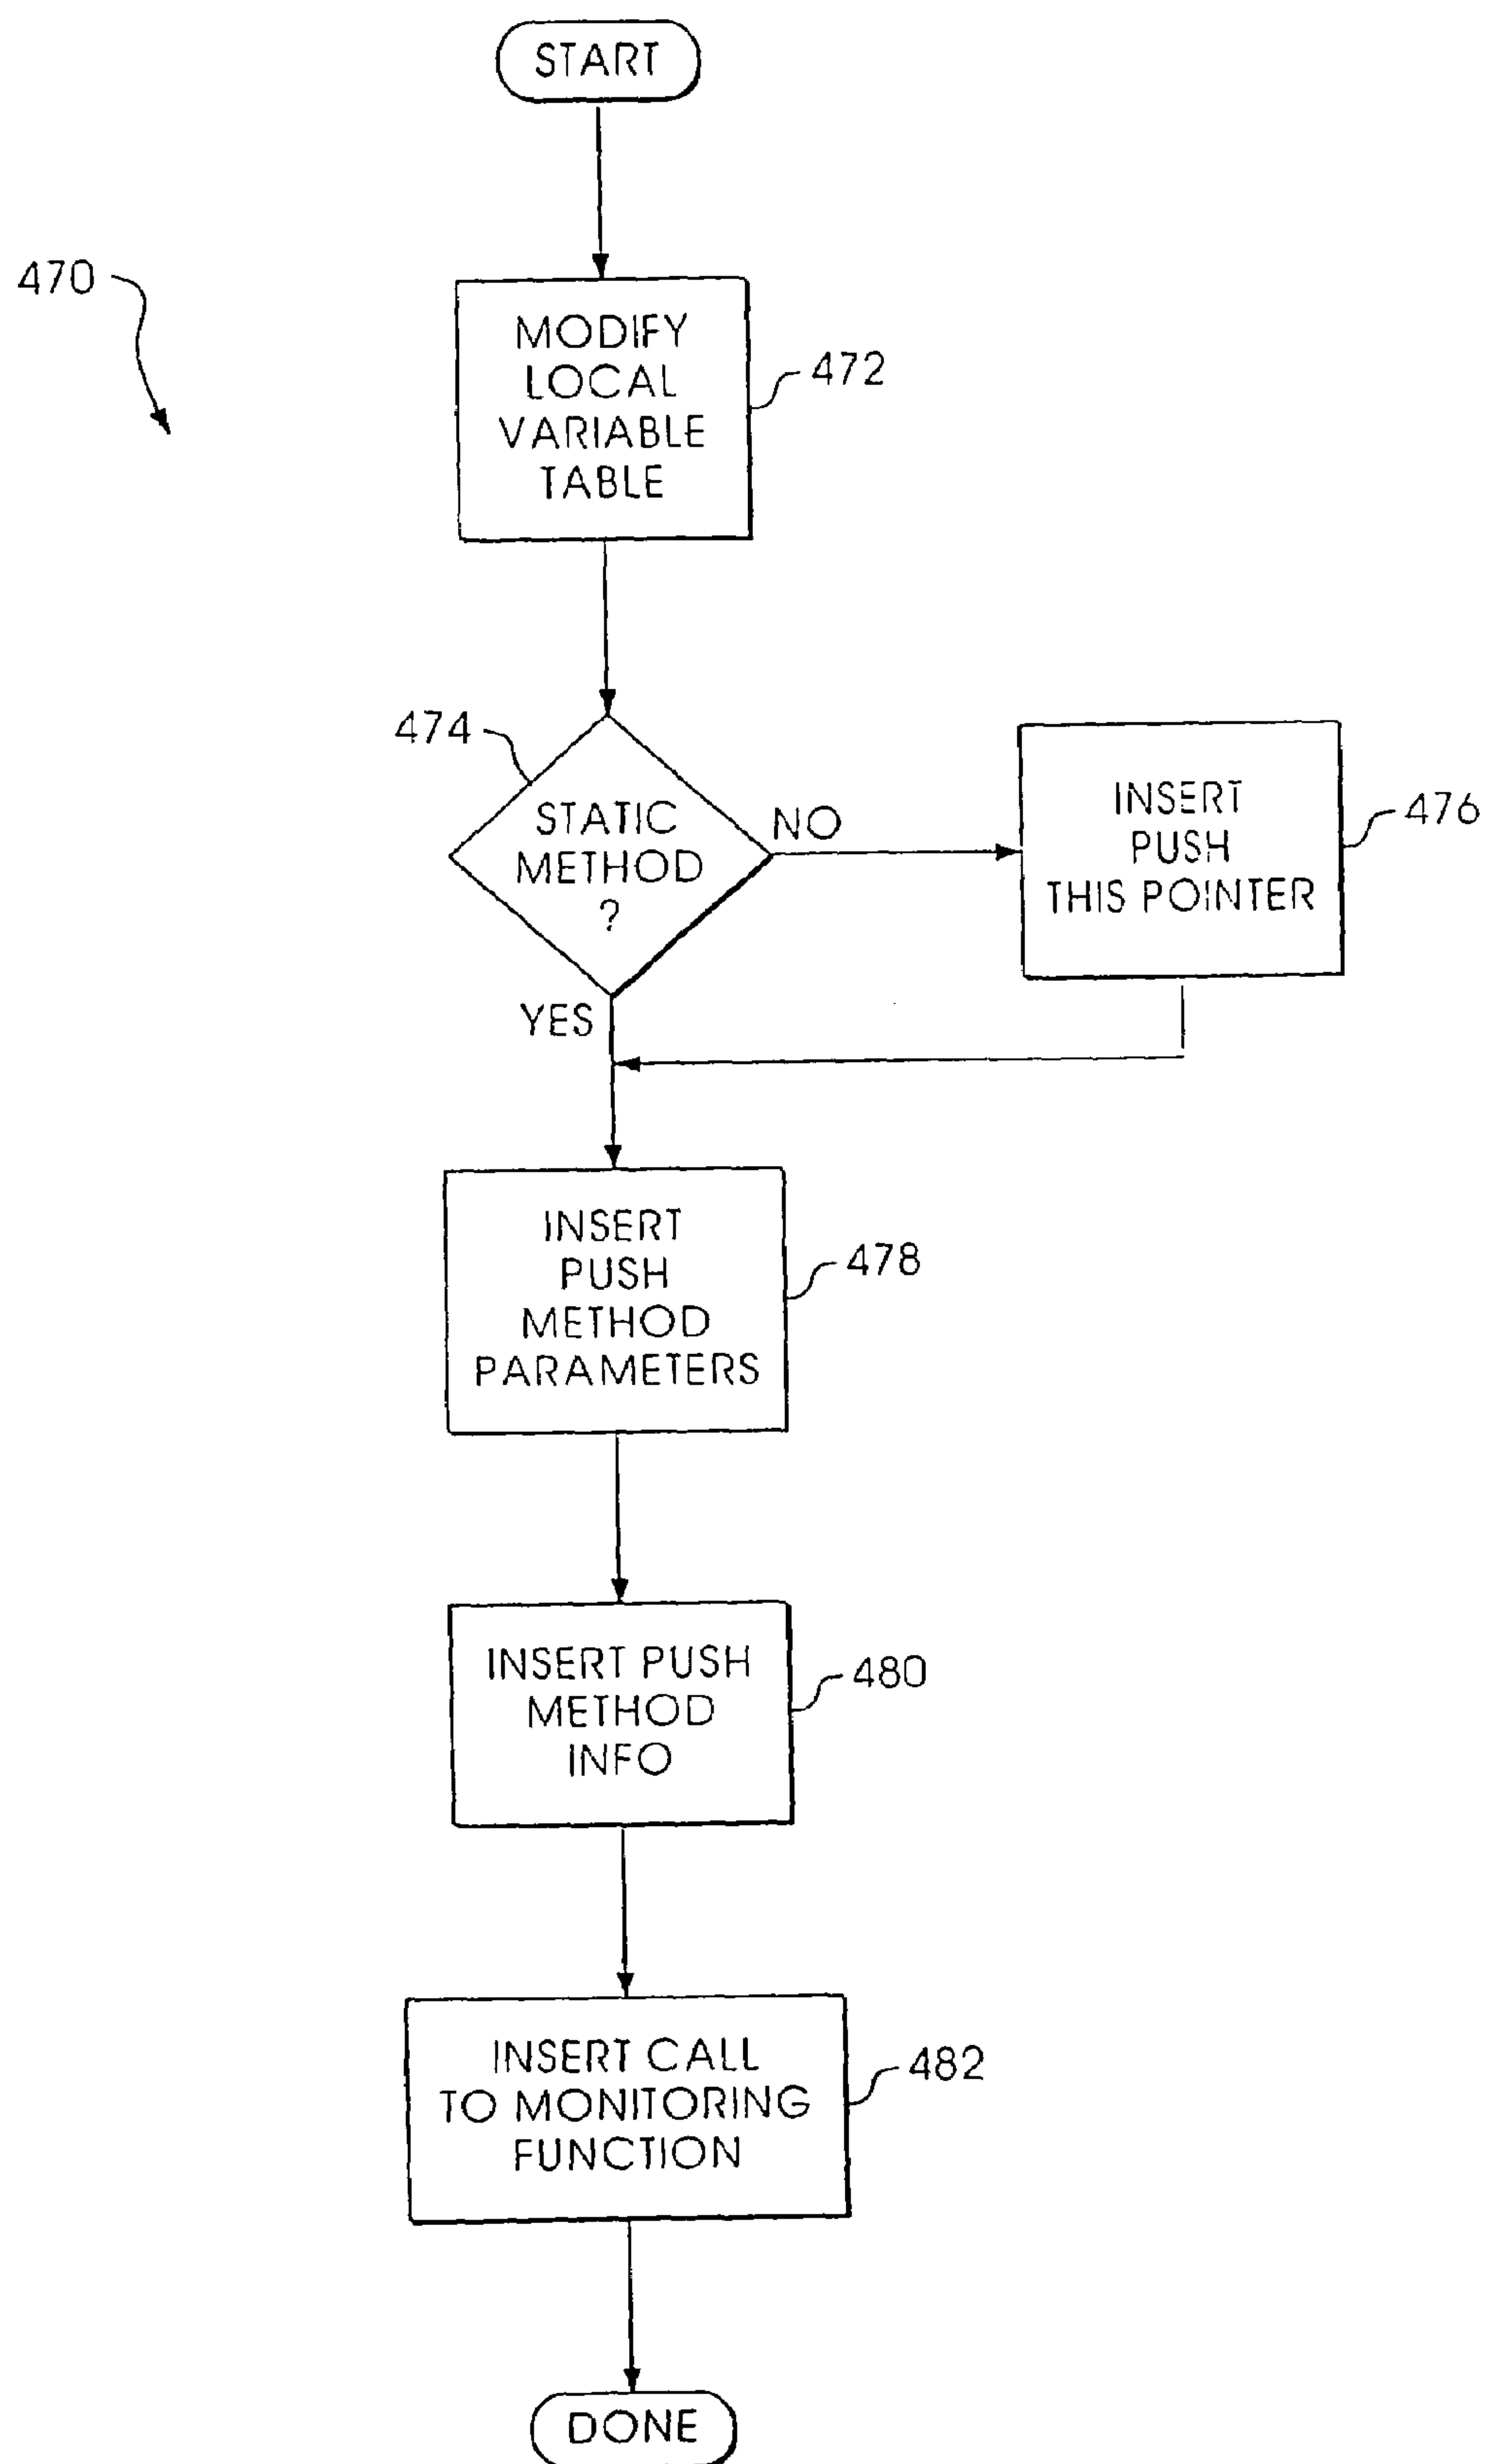 START
470
MODIFY
LOCAL
VARIABLE
TABLE
472
474
STATIC
METHOD
?
NO
YES
INSERT
PUSH
THIS POINTER
476
INSERT
PUSH
METHOD
PARAMETERS
478
INSERT PUSH
METHOD
INFO
480
INSERT CALL
TO MONITORING
FUNCTION
482
DONE